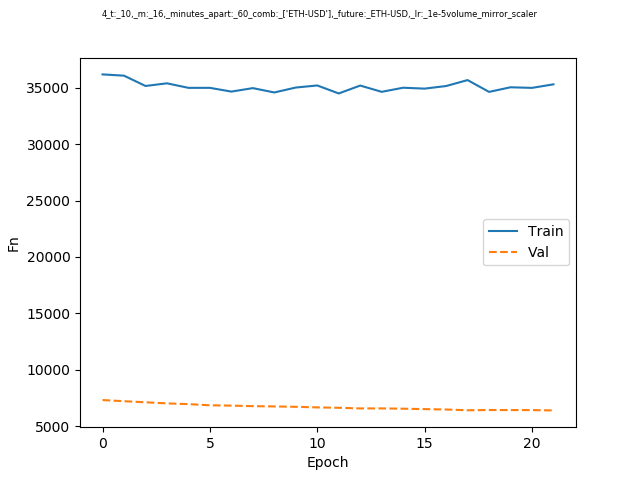 4_t:_10,_m:_16,_minutes_apart:_60_comb:_['ETH-USD'],_future:_ETH-USD,_lr:_1e-5volume_mirror_scaler
35000
30000
25000
20000
15000
10000
5000
Fn
Train
Val
0 5 10 15 20
Epoch